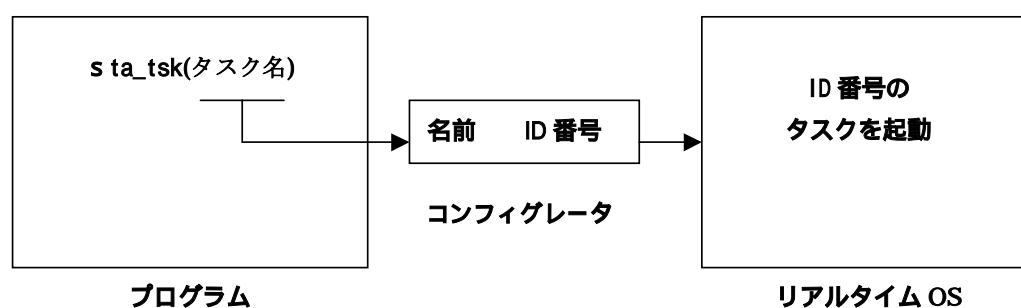 sta_tsk(タスク名)
名前 ID 番号
コンフィグレータ
プログラム
ID 番号の
タスクを起動
リアルタイム OS